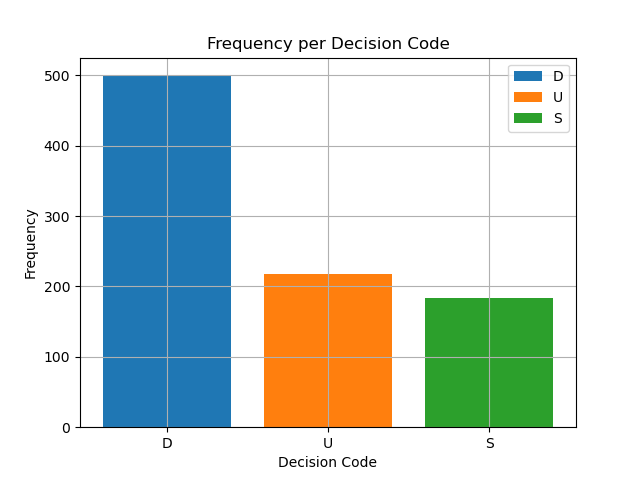 Frequency per Decision Code
D
U
S
500
400
300
200
100
0
Frequency
D U S
Decision Code